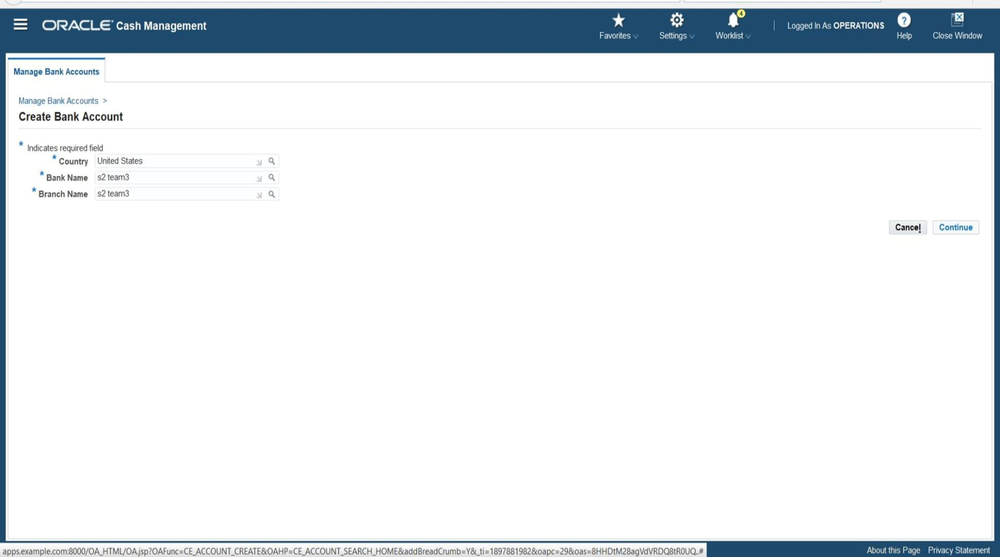 ORACLE Cash Management
4
Favorites
Settings
Worklist
Logged In As OPERATIONS
Help
Close Window
Manage Bank Accounts
Manage Bank Accounts >
Create Bank Account
* Indicates required field
* Country United States
* Bank Name s2 team3
* Branch Name s2 team3
Cancel Continue
apps.example.com:8000/OA_HTML/OA.jsp?OAFunc=CE_ACCOUNT_CREATE&OAHP=CE_ACCOUNT_SEARCH_HOME&addBreadCrumb=Y&_ti=1897881982&oapc=29&oas=8HHDtM28agVdVRDQ8tR0UQ..#
About this Page Privacy Statement